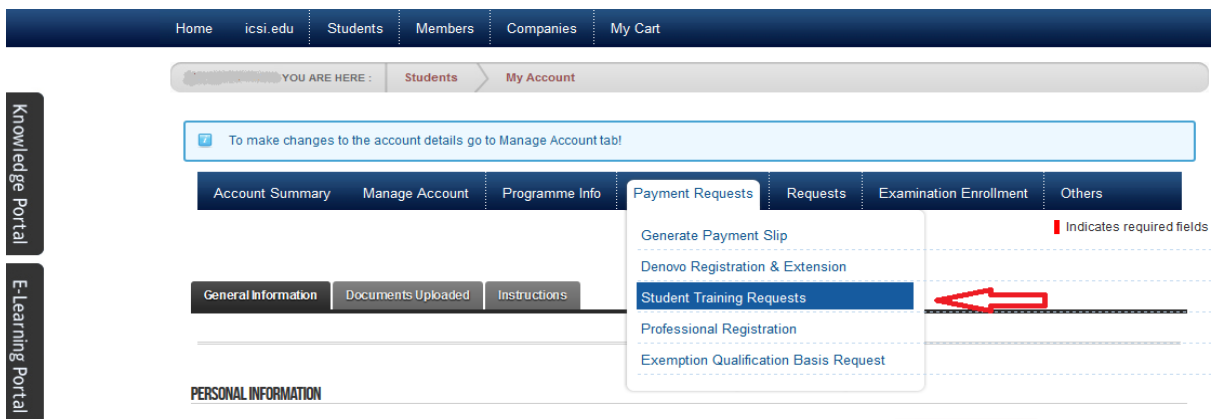 Home icsi.edu Students Members Companies My Cart
YOU ARE HERE : Students My Account
Knowledge Portal
E-Learning Portal
To make changes to the account details go to Manage Account tab!
Account Summary Manage Account Programme Info Payment Requests Requests Examination Enrollment Others
Indicates required fields
Generate Payment Slip
Denovo Registration & Extension
Student Training Requests
Professional Registration
Exemption Qualification Basis Request
General Information Documents Uploaded Instructions
PERSONAL INFORMATION